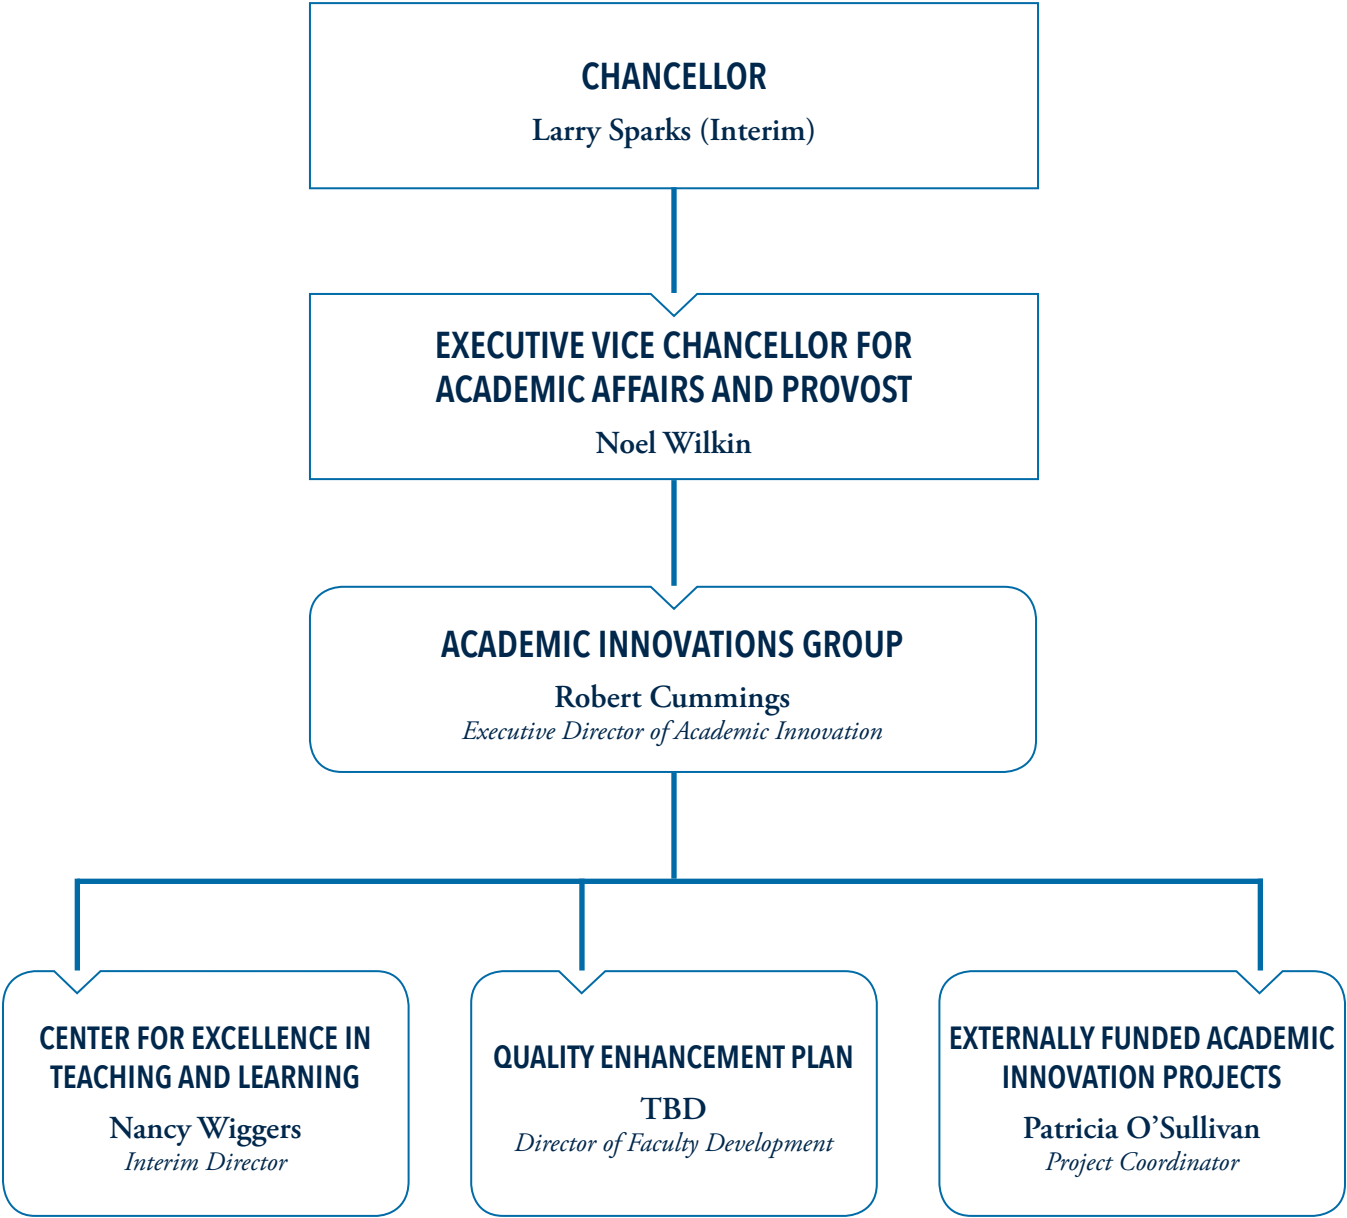 CHANCELLOR
Larry Sparks (Interim)
EXECUTIVE VICE CHANCELLOR FOR
ACADEMIC AFFAIRS AND PROVOST
Noel Wilkin
ACADEMIC INNOVATIONS GROUP
Robert Cummings
Executive Director of Academic Innovation
CENTER FOR EXCELLENCE IN
TEACHING AND LEARNING
Nancy Wiggers
Interim Director
QUALITY ENHANCEMENT PLAN
TBD
Director of Faculty Development
EXTERNALLY FUNDED ACADEMIC
INNOVATION PROJECTS
Patricia O’Sullivan
Project Coordinator